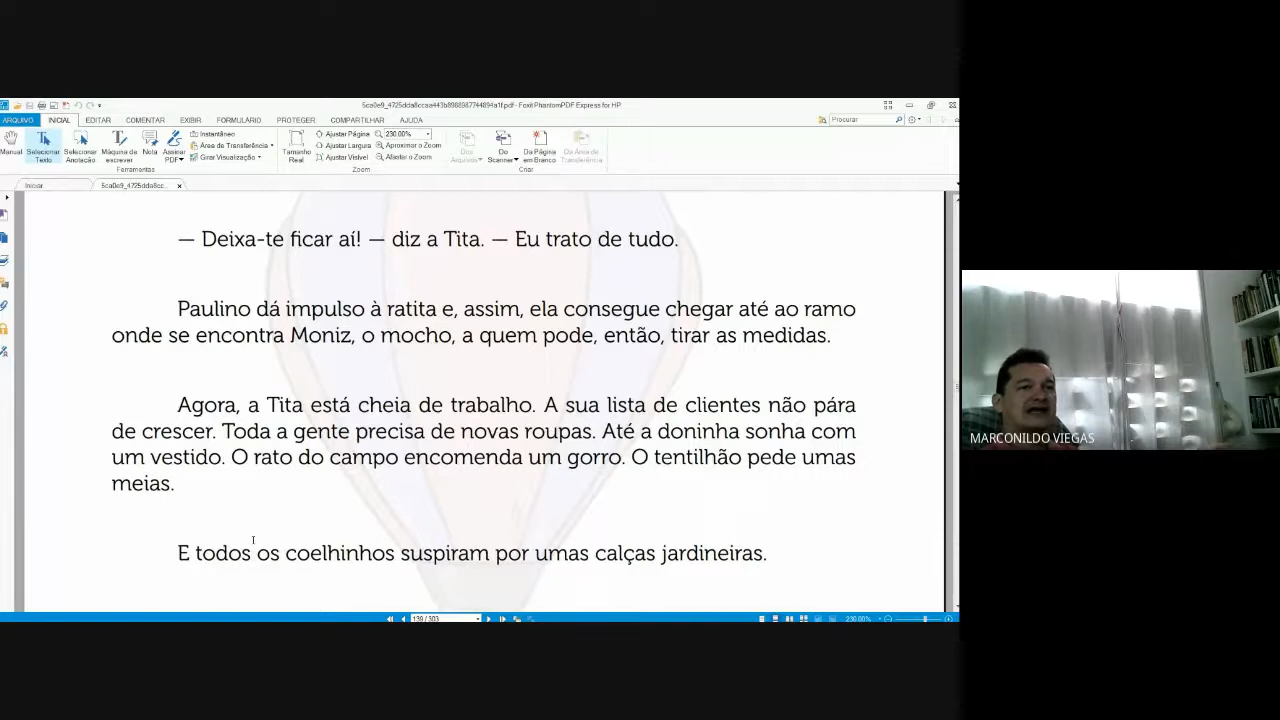 5ca0e9_4725dda8ccaa443b8968987744894a1f.pdf - Foxit PhantomPDF Express for HP
ARQUIVO INICIAL EDITAR COMENTAR EXIBIR FORMULÁRIO PROTEGER COMPARTILHAR AJUDA Procurar
Manual
Selecionar Texto
Selecionar Anotação
Máquina de escrever
Nota
Assinar PDF
Instantâneo
Área de Transferência
Girar Visualização
Ferramentas
Tamanho Real
Ajustar Página
Ajustar Largura
Ajustar Visível
230.00%
Aproximar o Zoom
Afastar o Zoom
Zoom
Dos Arquivos
Do Scanner
Da Página em Branco
Da Área de Transferência
Criar
Iniciar 5ca0e9_4725dda8cc...
— Deixa-te ficar aí! — diz a Tita. — Eu trato de tudo.
Paulino dá impulso à ratita e, assim, ela consegue chegar até ao ramo
onde se encontra Moniz, o mocho, a quem pode, então, tirar as medidas.
Agora, a Tita está cheia de trabalho. A sua lista de clientes não pára
de crescer. Toda a gente precisa de novas roupas. Até a doninha sonha com
um vestido. O rato do campo encomenda um gorro. O tentilhão pede umas
meias.
E todos os coelhinhos suspiram por umas calças jardineiras.
139 / 303
230.00%
MARCONILDO VIEGAS